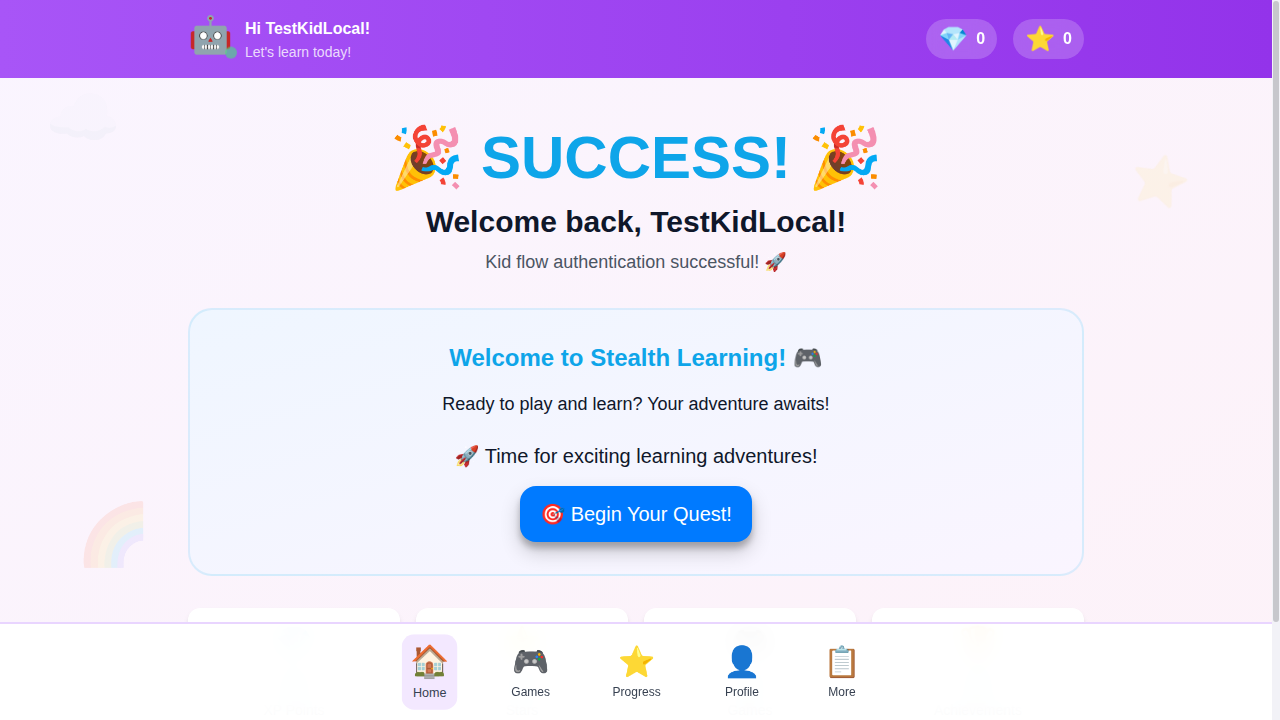 Hi TestKidLocal!
Let's learn today!
0
0
🎉 SUCCESS! 🎉
Welcome back, TestKidLocal!
Kid flow authentication successful! 🚀
Welcome to Stealth Learning! 🎮
Ready to play and learn? Your adventure awaits!
🚀 Time for exciting learning adventures!
🎯 Begin Your Quest!
Home
Games
Progress
Profile
More